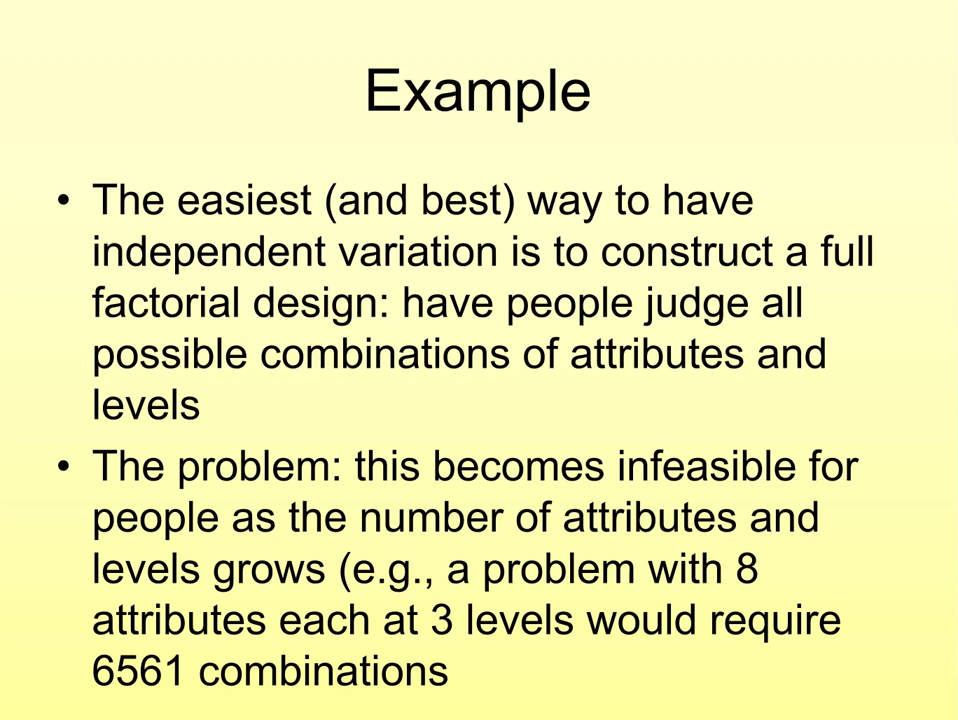 Example
• The easiest (and best) way to have
independent variation is to construct a full
factorial design: have people judge all
possible combinations of attributes and
levels
• The problem: this becomes infeasible for
people as the number of attributes and
levels grows (e.g., a problem with 8
attributes each at 3 levels would require
6561 combinations